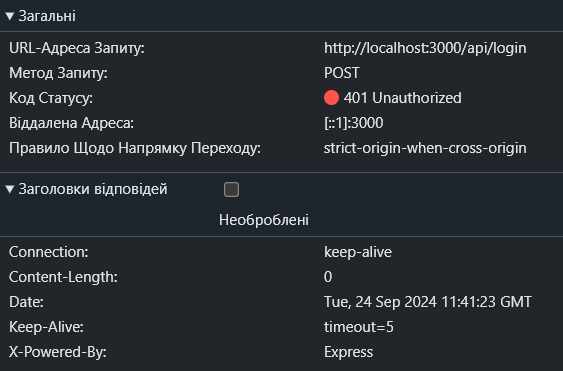 Загальні
URL-Адреса Запиту: http://localhost:3000/api/login
Метод Запиту: POST
Код Статусу: 401 Unauthorized
Віддалена Адреса: [::1]:3000
Правило Щодо Напрямку Переходу: strict-origin-when-cross-origin
Заголовки відповідей
Необроблені
Connection: keep-alive
Content-Length: 0
Date: Tue, 24 Sep 2024 11:41:23 GMT
Keep-Alive: timeout=5
X-Powered-By: Express